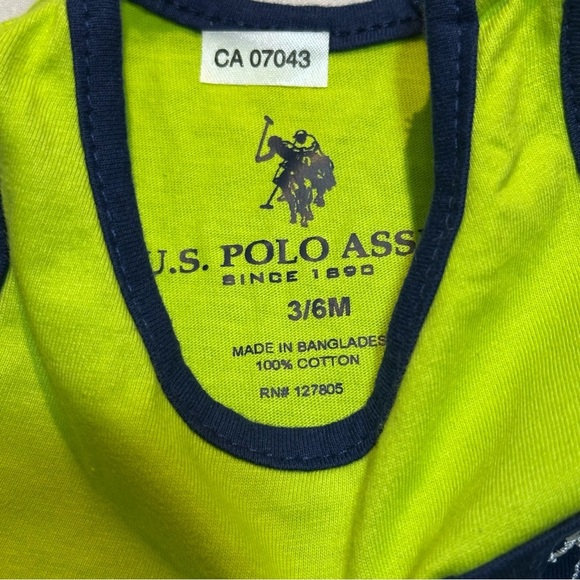 CA 07043
U.S. POLO ASS
SINCE 1890
3/6M
MADE IN BANGLADES
100% COTTON
RN# 127805